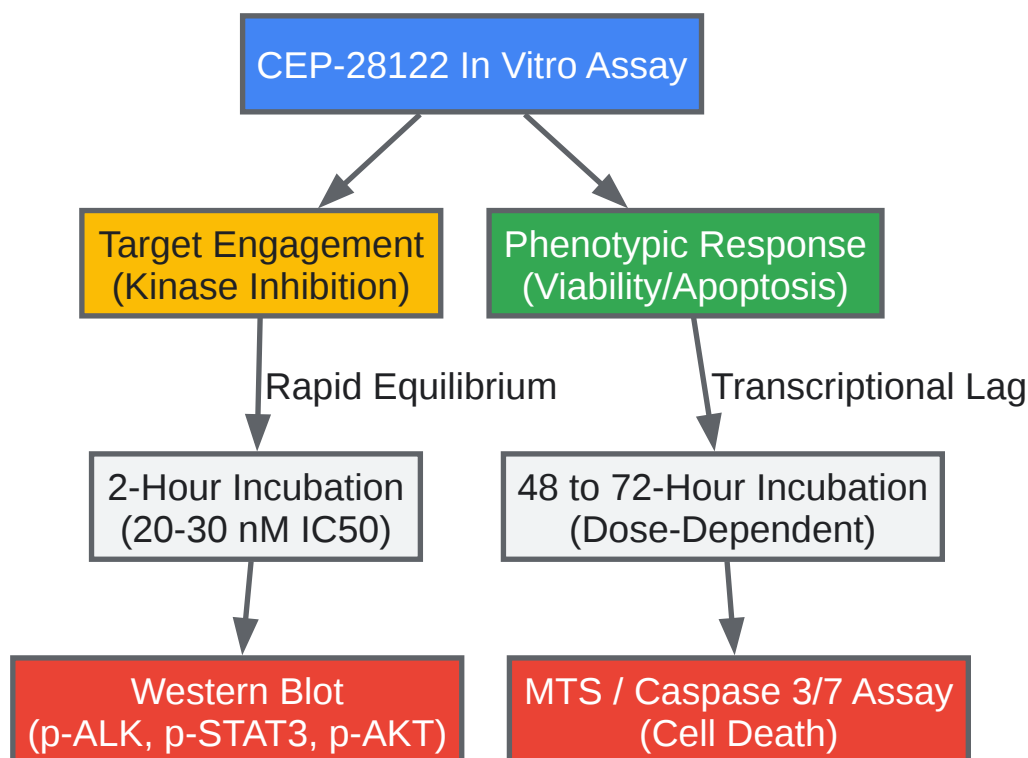 CEP-28122 In Vitro Assay
Target Engagement
(Kinase Inhibition)
Phenotypic Response
(Viability/Apoptosis)
Rapid Equilibrium
Transcriptional Lag
2-Hour Incubation
(20-30 nM IC50)
48 to 72-Hour Incubation
(Dose-Dependent)
Western Blot
(p-ALK, p-STAT3, p-AKT)
MTS / Caspase 3/7 Assay
(Cell Death)